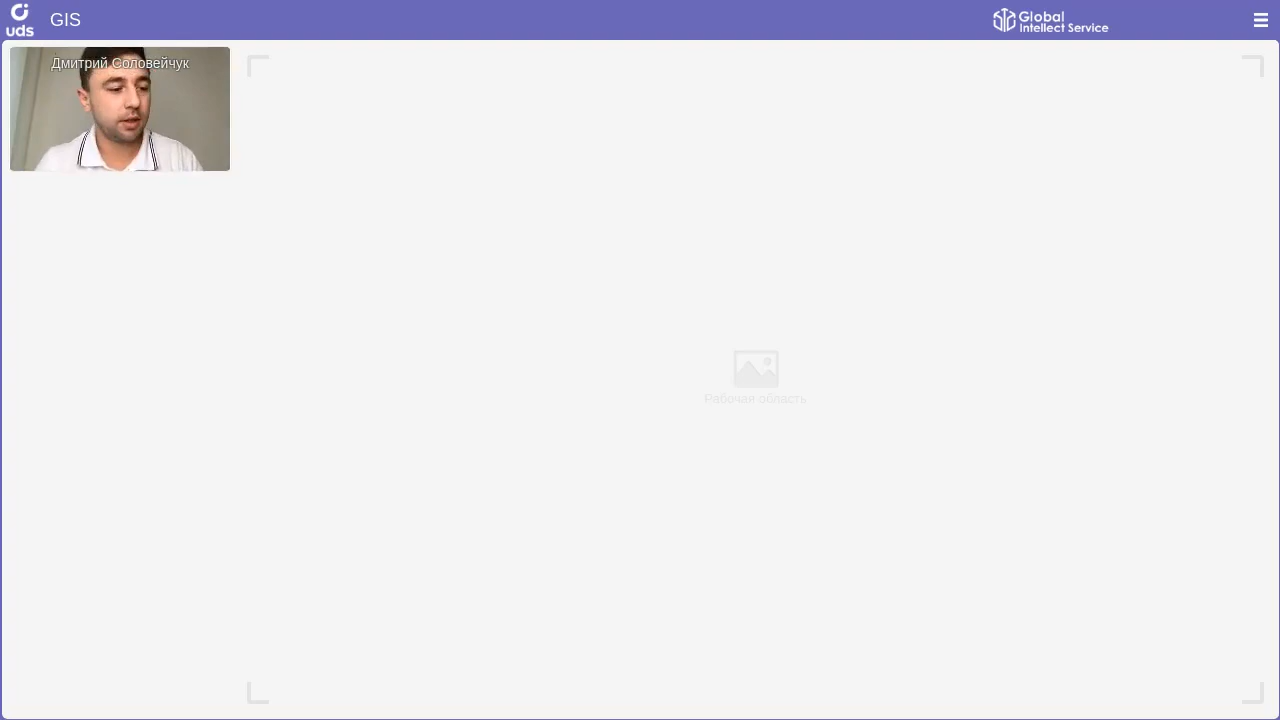 uds
GIS
Global
Intellect Service
Дмитрий Соловейчук
Рабочая область